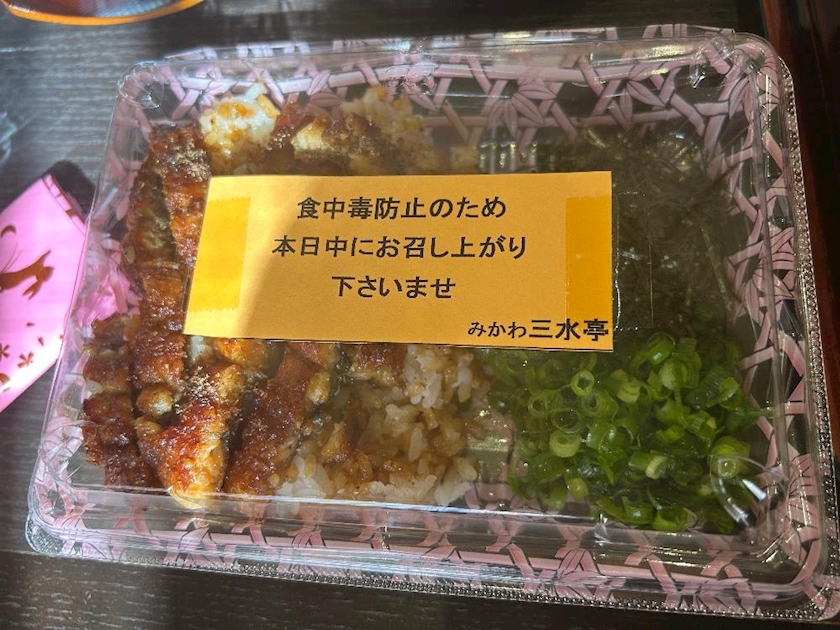 食中毒防止のため
本日中にお召し上がり
下さいませ
みかわ三水亭